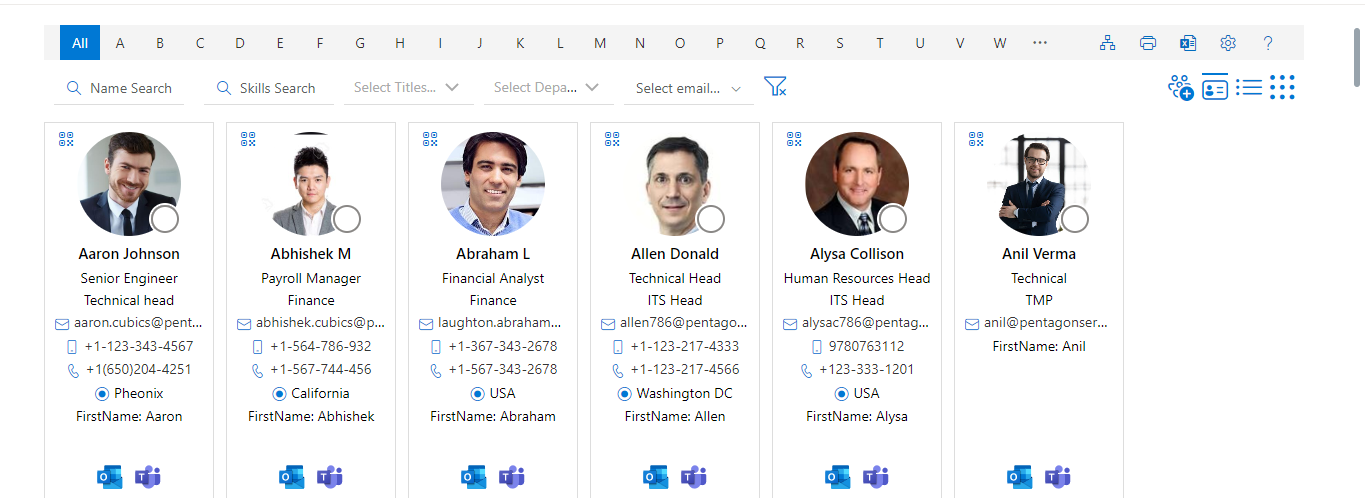 All A B C D E F G H I J K L M N O P Q R S T U V W ... ?
Name Search Skills Search Select Titles... Select Depa... Select email...
Aaron Johnson
Senior Engineer
Technical head
aaron.cubics@pent...
+1-123-343-4567
+1(650)204-4251
Pheonix
FirstName: Aaron
Abhishek M
Payroll Manager
Finance
abhishek.cubics@p...
+1-564-786-932
+1-567-744-456
California
FirstName: Abhishek
Abraham L
Financial Analyst
Finance
laughton.abraham...
+1-367-343-2678
+1-567-343-2678
USA
FirstName: Abraham
Allen Donald
Technical Head
ITS Head
allen786@pentago...
+1-123-217-4333
+1-123-217-4566
Washington DC
FirstName: Allen
Alysa Collison
Human Resources Head
ITS Head
alysac786@pentag...
9780763112
+123-333-1201
USA
FirstName: Alysa
Anil Verma
Technical
TMP
anil@pentagonser...
FirstName: Anil